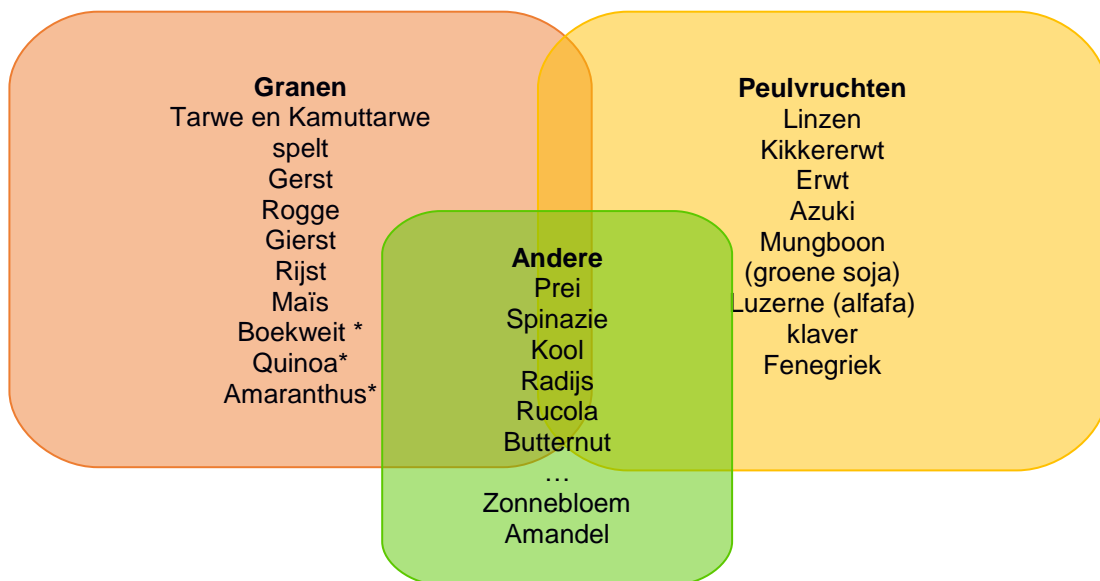 Granen
Tarwe en Kamuttarwe
spelt
Gerst
Rogge
Gierst
Rijst
Maïs
Boekweit *
Quinoa*
Amaranthus*
Peulvruchten
Linzen
Kikkererwt
Erwt
Azuki
Mungboon
(groene soja)
Luzerne (alfafa)
klaver
Fenegriek
Andere
Prei
Spinazie
Kool
Radijs
Rucola
Butternut
…
Zonnebloem
Amandel